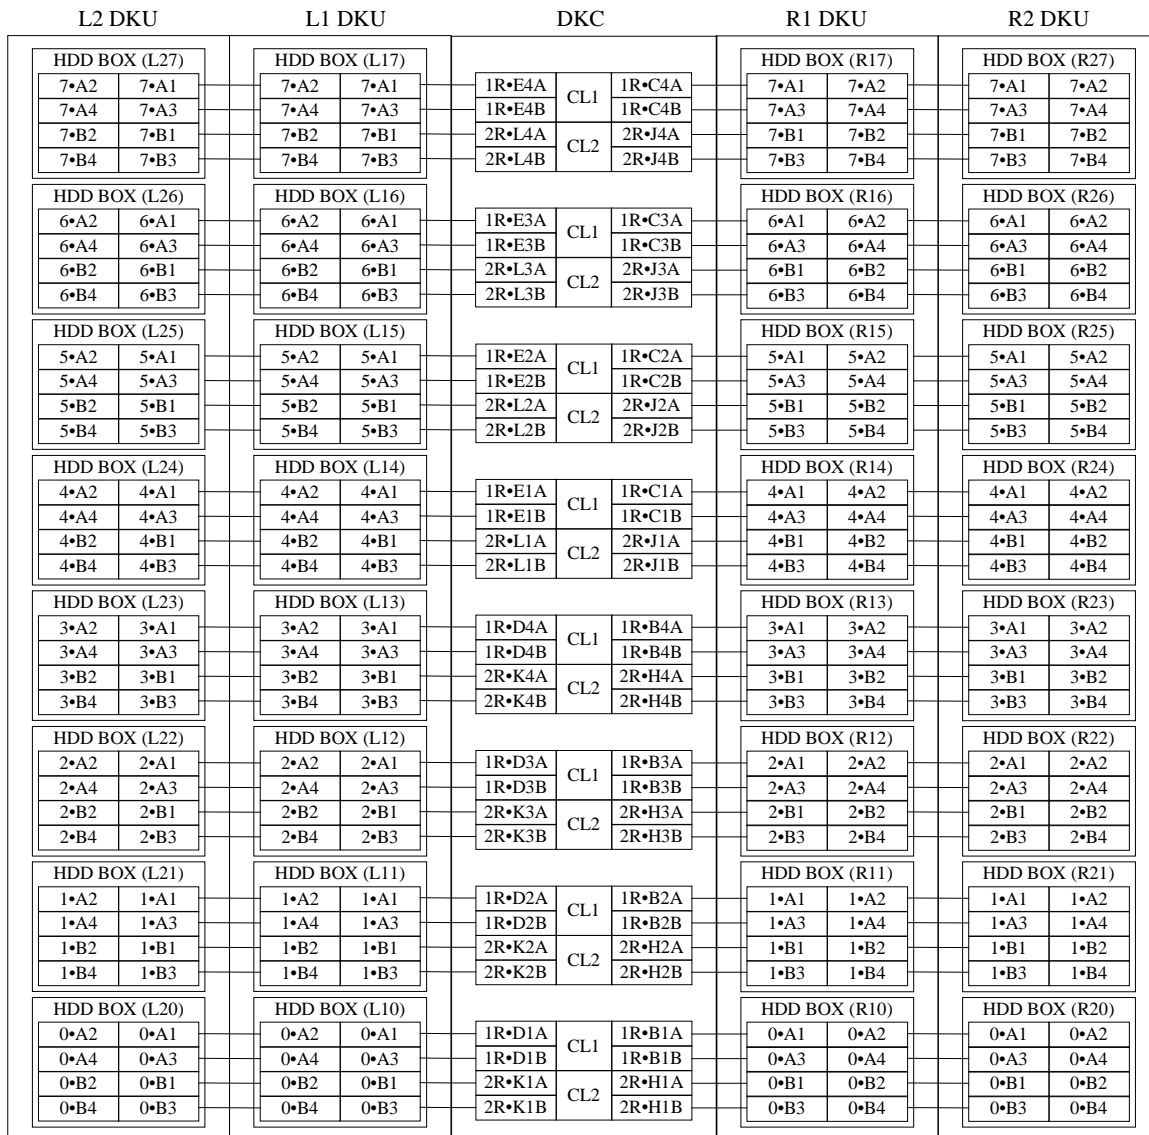 L2 DKU L1 DKU DKC R1 DKU R2 DKU
HDD BOX (L27) HDD BOX (L17) HDD BOX (R17) HDD BOX (R27)
7•A2 7•A1 7•A2 7•A1 1R•E4A CL1 1R•C4A 7•A1 7•A2 7•A1 7•A2
7•A4 7•A3 7•A4 7•A3 1R•E4B 1R•C4B 7•A3 7•A4 7•A3 7•A4
7•B2 7•B1 7•B2 7•B1 2R•L4A CL2 2R•J4A 7•B1 7•B2 7•B1 7•B2
7•B4 7•B3 7•B4 7•B3 2R•L4B 2R•J4B 7•B3 7•B4 7•B3 7•B4
HDD BOX (L26) HDD BOX (L16) HDD BOX (R16) HDD BOX (R26)
6•A2 6•A1 6•A2 6•A1 1R•E3A CL1 1R•C3A 6•A1 6•A2 6•A1 6•A2
6•A4 6•A3 6•A4 6•A3 1R•E3B 1R•C3B 6•A3 6•A4 6•A3 6•A4
6•B2 6•B1 6•B2 6•B1 2R•L3A CL2 2R•J3A 6•B1 6•B2 6•B1 6•B2
6•B4 6•B3 6•B4 6•B3 2R•L3B 2R•J3B 6•B3 6•B4 6•B3 6•B4
HDD BOX (L25) HDD BOX (L15) HDD BOX (R15) HDD BOX (R25)
5•A2 5•A1 5•A2 5•A1 1R•E2A CL1 1R•C2A 5•A1 5•A2 5•A1 5•A2
5•A4 5•A3 5•A4 5•A3 1R•E2B 1R•C2B 5•A3 5•A4 5•A3 5•A4
5•B2 5•B1 5•B2 5•B1 2R•L2A CL2 2R•J2A 5•B1 5•B2 5•B1 5•B2
5•B4 5•B3 5•B4 5•B3 2R•L2B 2R•J2B 5•B3 5•B4 5•B3 5•B4
HDD BOX (L24) HDD BOX (L14) HDD BOX (R14) HDD BOX (R24)
4•A2 4•A1 4•A2 4•A1 1R•E1A CL1 1R•C1A 4•A1 4•A2 4•A1 4•A2
4•A4 4•A3 4•A4 4•A3 1R•E1B 1R•C1B 4•A3 4•A4 4•A3 4•A4
4•B2 4•B1 4•B2 4•B1 2R•L1A CL2 2R•J1A 4•B1 4•B2 4•B1 4•B2
4•B4 4•B3 4•B4 4•B3 2R•L1B 2R•J1B 4•B3 4•B4 4•B3 4•B4
HDD BOX (L23) HDD BOX (L13) HDD BOX (R13) HDD BOX (R23)
3•A2 3•A1 3•A2 3•A1 1R•D4A CL1 1R•B4A 3•A1 3•A2 3•A1 3•A2
3•A4 3•A3 3•A4 3•A3 1R•D4B 1R•B4B 3•A3 3•A4 3•A3 3•A4
3•B2 3•B1 3•B2 3•B1 2R•K4A CL2 2R•H4A 3•B1 3•B2 3•B1 3•B2
3•B4 3•B3 3•B4 3•B3 2R•K4B 2R•H4B 3•B3 3•B4 3•B3 3•B4
HDD BOX (L22) HDD BOX (L12) HDD BOX (R12) HDD BOX (R22)
2•A2 2•A1 2•A2 2•A1 1R•D3A CL1 1R•B3A 2•A1 2•A2 2•A1 2•A2
2•A4 2•A3 2•A4 2•A3 1R•D3B 1R•B3B 2•A3 2•A4 2•A3 2•A4
2•B2 2•B1 2•B2 2•B1 2R•K3A CL2 2R•H3A 2•B1 2•B2 2•B1 2•B2
2•B4 2•B3 2•B4 2•B3 2R•K3B 2R•H3B 2•B3 2•B4 2•B3 2•B4
HDD BOX (L21) HDD BOX (L11) HDD BOX (R11) HDD BOX (R21)
1•A2 1•A1 1•A2 1•A1 1R•D2A CL1 1R•B2A 1•A1 1•A2 1•A1 1•A2
1•A4 1•A3 1•A4 1•A3 1R•D2B 1R•B2B 1•A3 1•A4 1•A3 1•A4
1•B2 1•B1 1•B2 1•B1 2R•K2A CL2 2R•H2A 1•B1 1•B2 1•B1 1•B2
1•B4 1•B3 1•B4 1•B3 2R•K2B 2R•H2B 1•B3 1•B4 1•B3 1•B4
HDD BOX (L20) HDD BOX (L10) HDD BOX (R10) HDD BOX (R20)
0•A2 0•A1 0•A2 0•A1 1R•D1A CL1 1R•B1A 0•A1 0•A2 0•A1 0•A2
0•A4 0•A3 0•A4 0•A3 1R•D1B 1R•B1B 0•A3 0•A4 0•A3 0•A4
0•B2 0•B1 0•B2 0•B1 2R•K1A CL2 2R•H1A 0•B1 0•B2 0•B1 0•B2
0•B4 0•B3 0•B4 0•B3 2R•K1B 2R•H1B 0•B3 0•B4 0•B3 0•B4